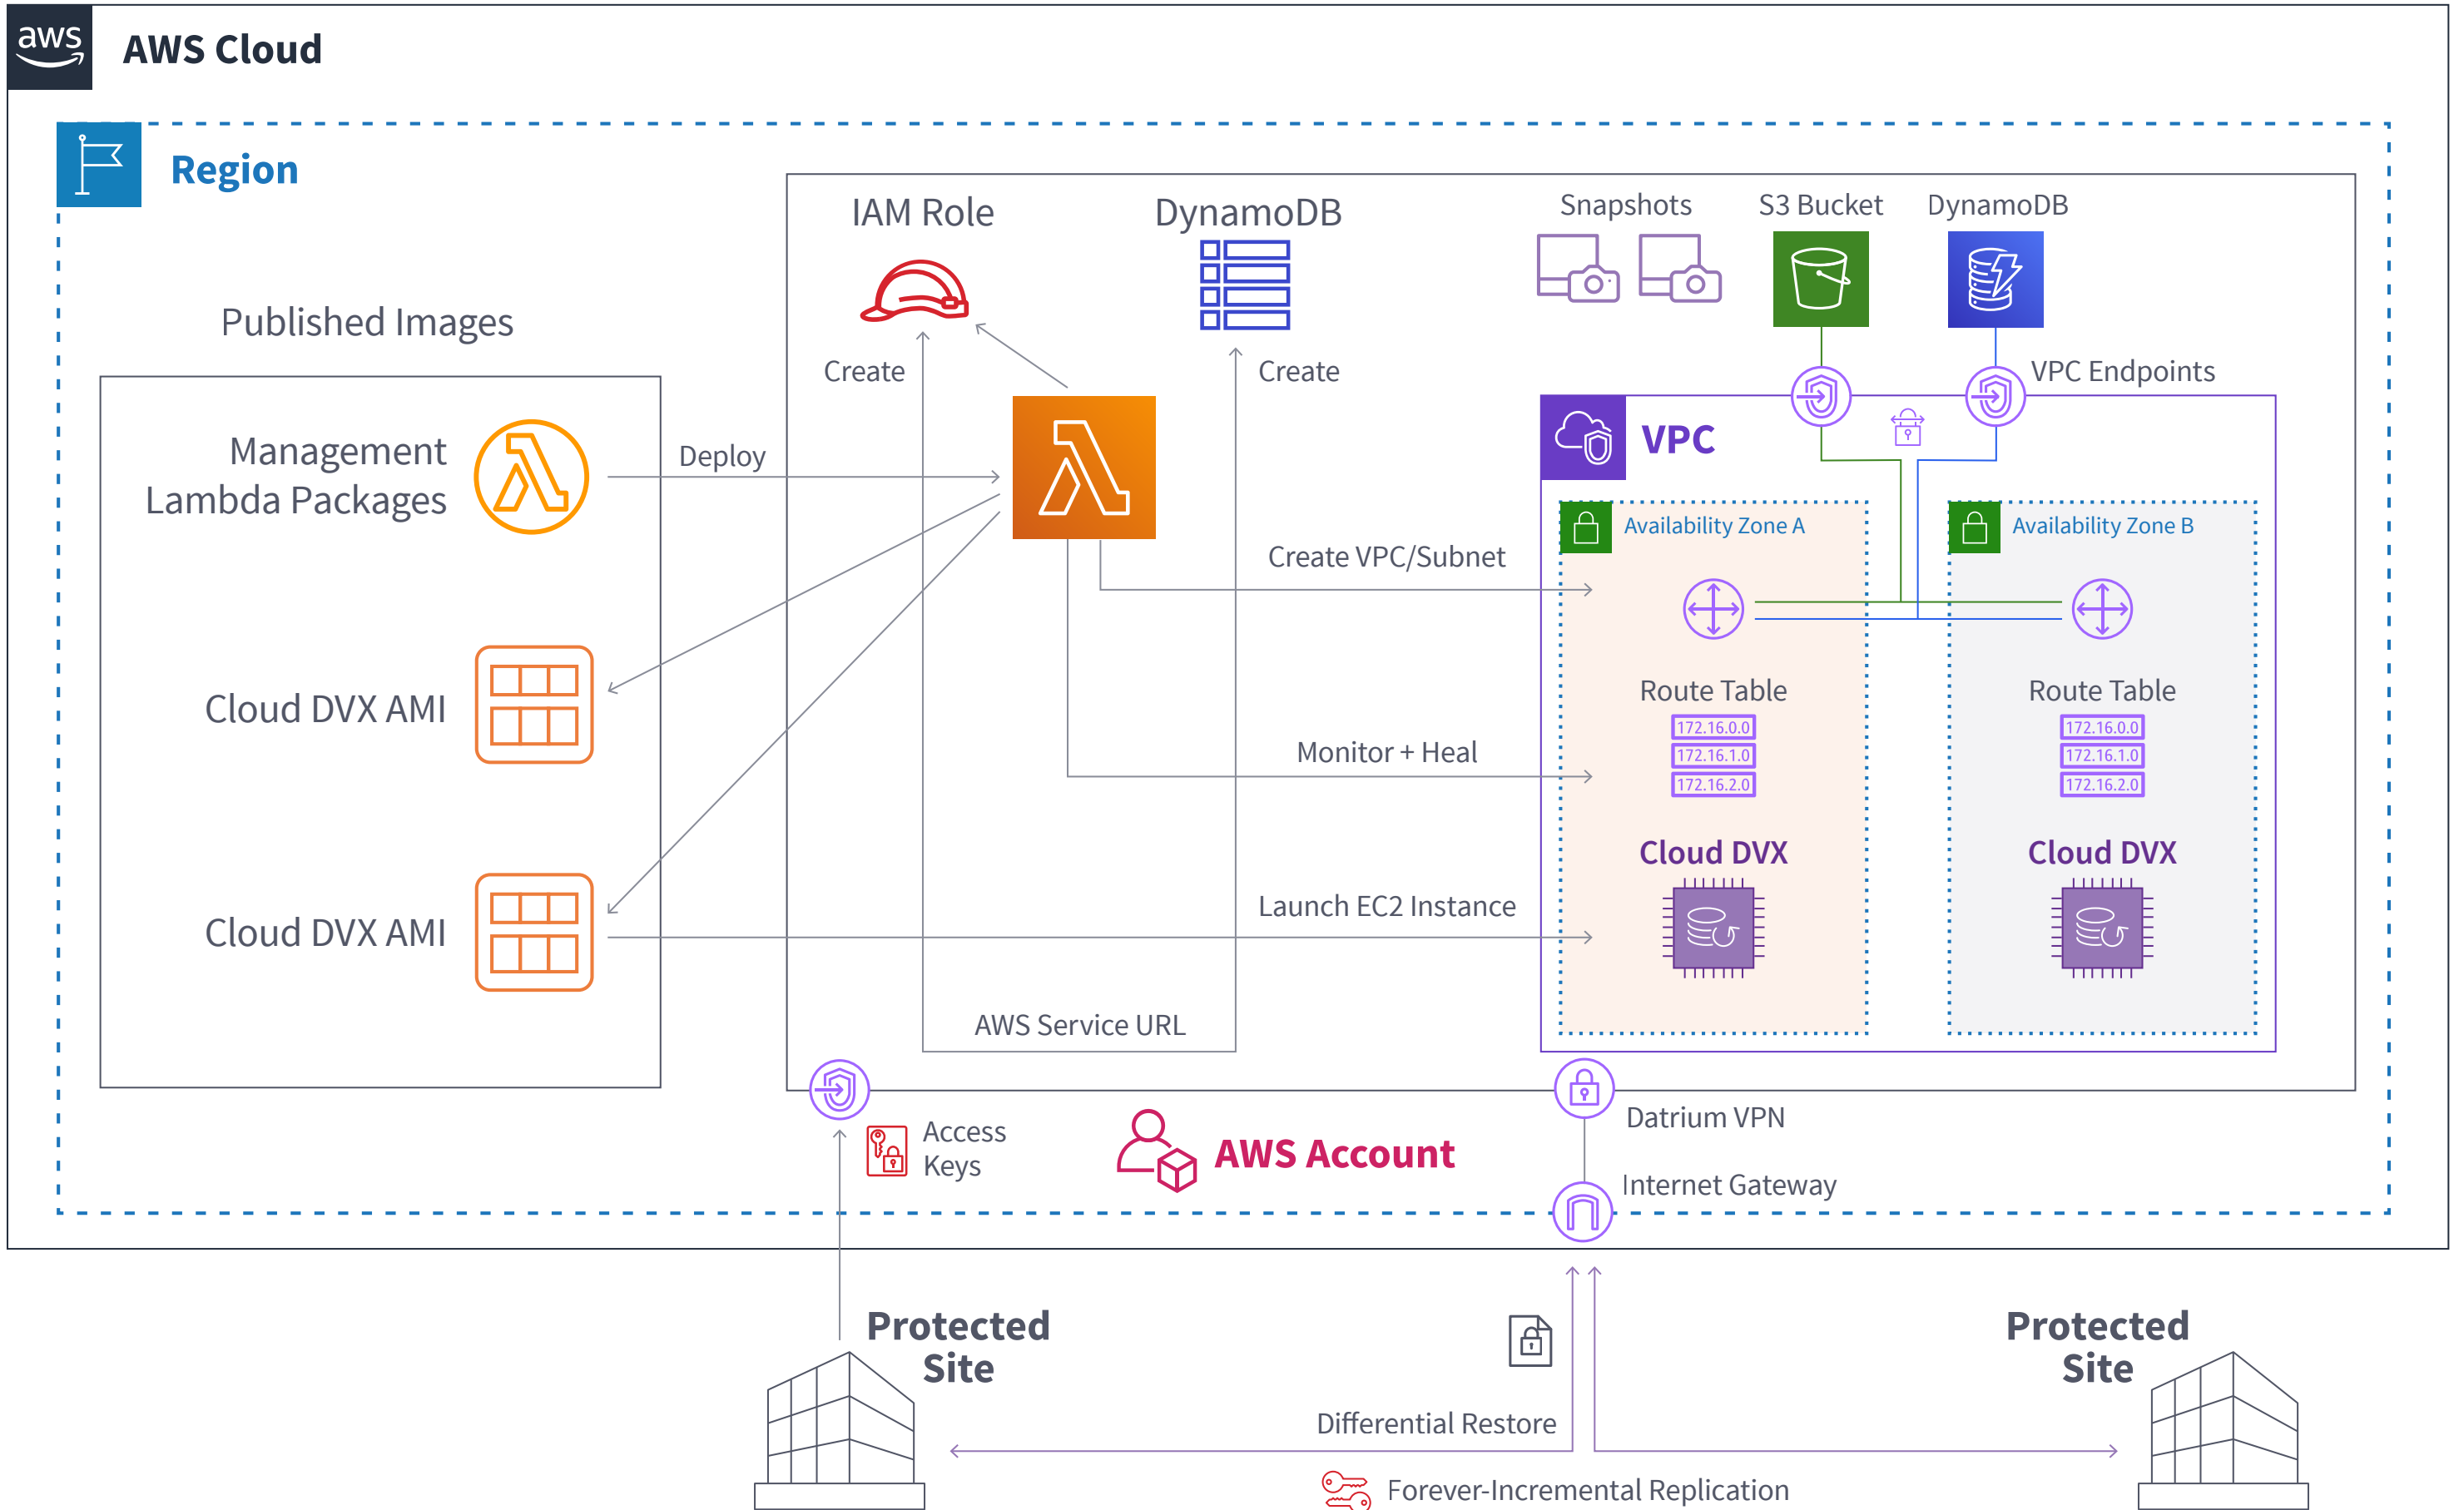 aws
AWS Cloud
Region
IAM Role
DynamoDB
Snapshots
S3 Bucket
DynamoDB
Published Images
Create
Create
VPC Endpoints
Management
Lambda Packages
Deploy
VPC
Availability Zone A
Availability Zone B
Create VPC/Subnet
Cloud DVX AMI
Route Table
172.16.0.0
172.16.1.0
172.16.2.0
Route Table
172.16.0.0
172.16.1.0
172.16.2.0
Monitor + Heal
Cloud DVX
Cloud DVX
Cloud DVX AMI
Launch EC2 Instance
AWS Service URL
Access
Keys
AWS Account
Datrium VPN
Internet Gateway
Protected
Site
Protected
Site
Differential Restore
Forever-Incremental Replication